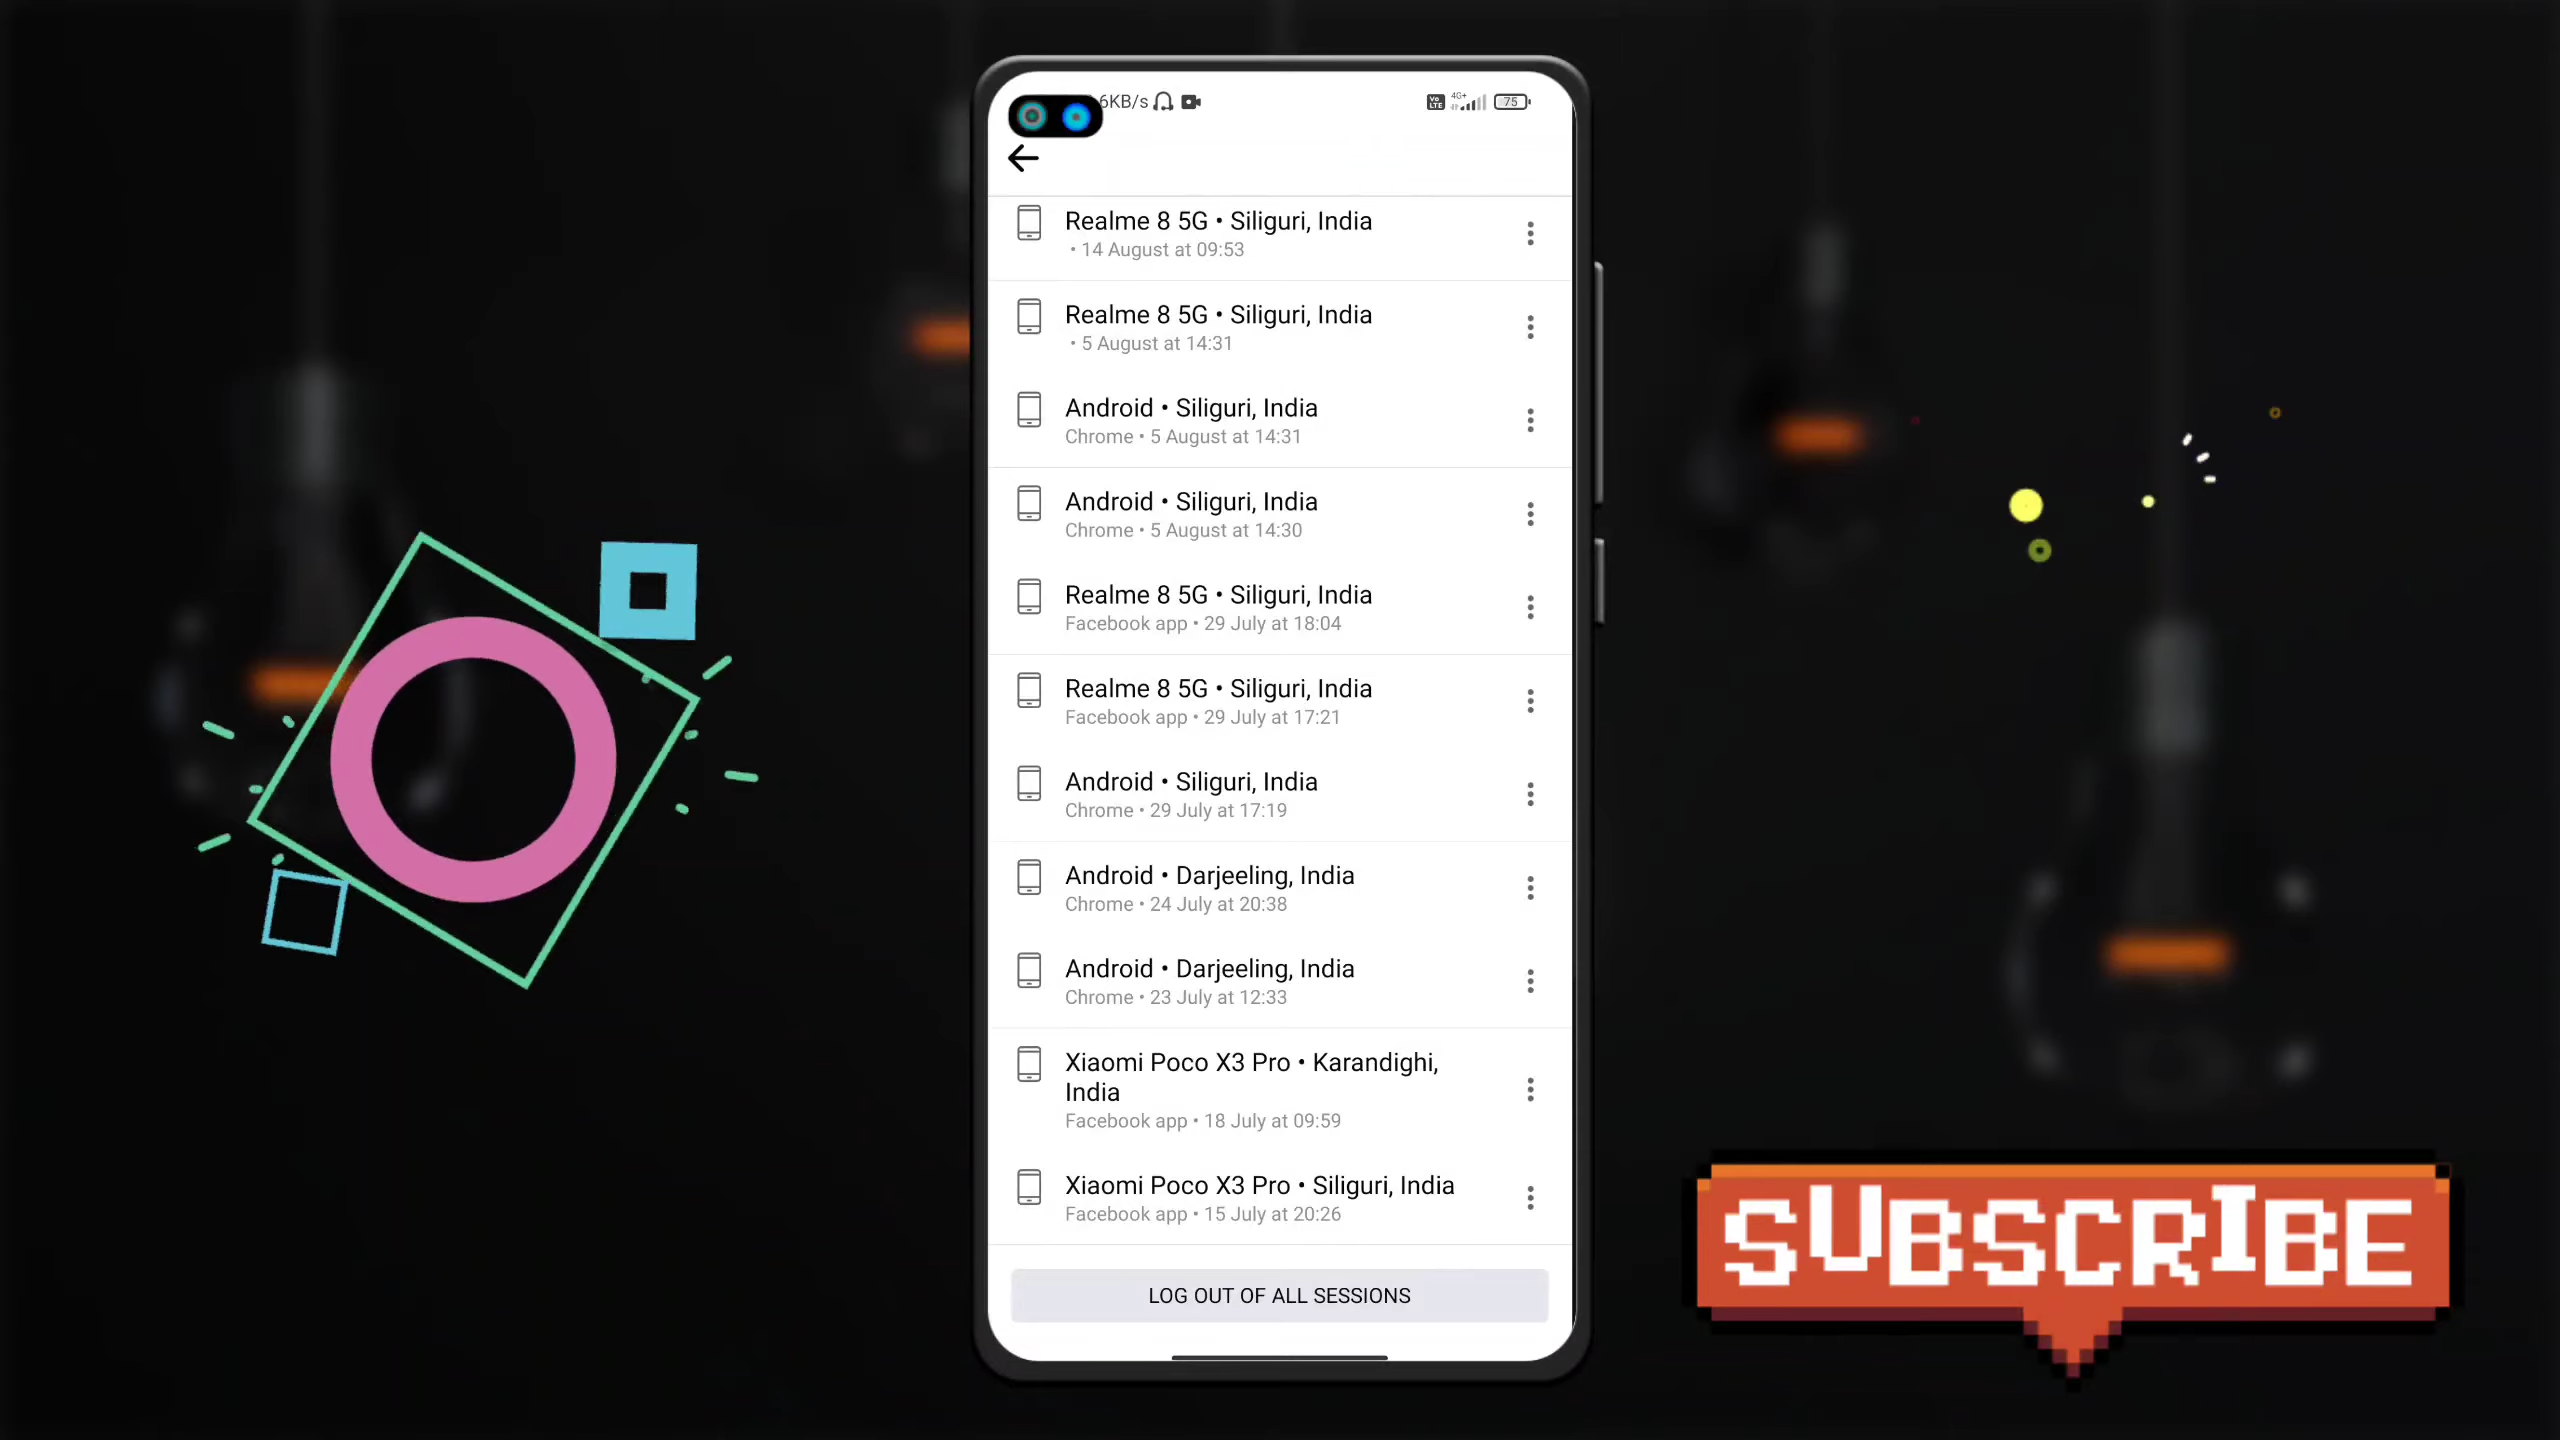 6KB/s
Vo LTE 4G+ 75
Realme 8 5G • Siliguri, India
• 14 August at 09:53
Realme 8 5G • Siliguri, India
• 5 August at 14:31
Android • Siliguri, India
Chrome • 5 August at 14:31
Android • Siliguri, India
Chrome • 5 August at 14:30
Realme 8 5G • Siliguri, India
Facebook app • 29 July at 18:04
Realme 8 5G • Siliguri, India
Facebook app • 29 July at 17:21
Android • Siliguri, India
Chrome • 29 July at 17:19
Android • Darjeeling, India
Chrome • 24 July at 20:38
Android • Darjeeling, India
Chrome • 23 July at 12:33
Xiaomi Poco X3 Pro • Karandighi,
India
Facebook app • 18 July at 09:59
Xiaomi Poco X3 Pro • Siliguri, India
Facebook app • 15 July at 20:26
LOG OUT OF ALL SESSIONS
SUBSCRIBE